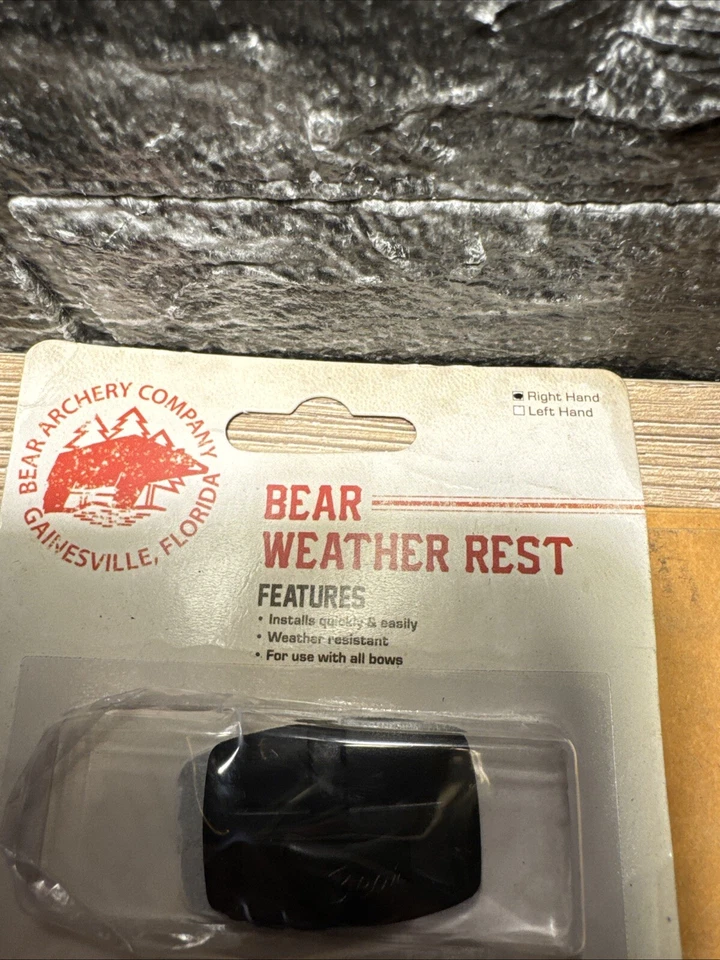 BEAR ARCHERY COMPANY
GAINESVILLE, FLORIDA
Right Hand
Left Hand
BEAR
WEATHER REST
FEATURES
• Installs quickly & easily
• Weather resistant
• For use with all bows